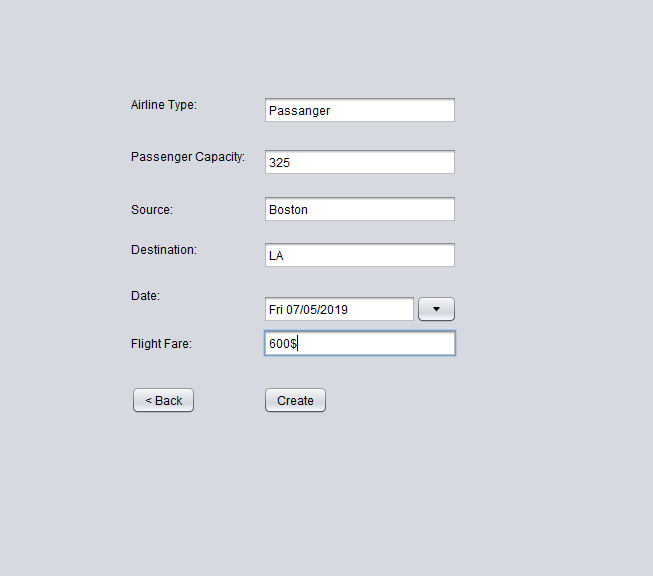 Airline Type: Passanger
Passenger Capacity: 325
Source: Boston
Destination: LA
Date: Fri 07/05/2019
Flight Fare: 600$
< Back Create